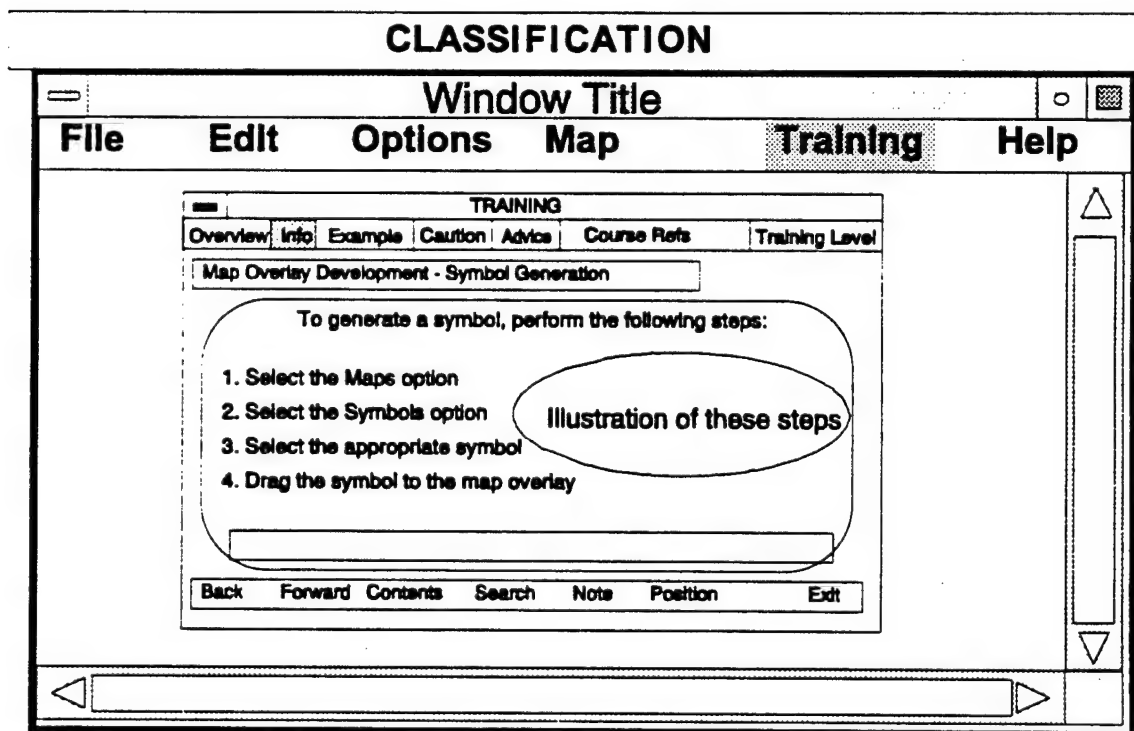 CLASSIFICATION
Window Title
File Edit Options Map Training Help
TRAINING
Overview Info Example Caution Advice Course Refs Training Level
Map Overlay Development - Symbol Generation
To generate a symbol, perform the following steps:
1. Select the Maps option
2. Select the Symbols option
3. Select the appropriate symbol
4. Drag the symbol to the map overlay
Illustration of these steps
Back Forward Contents Search Note Position Exit